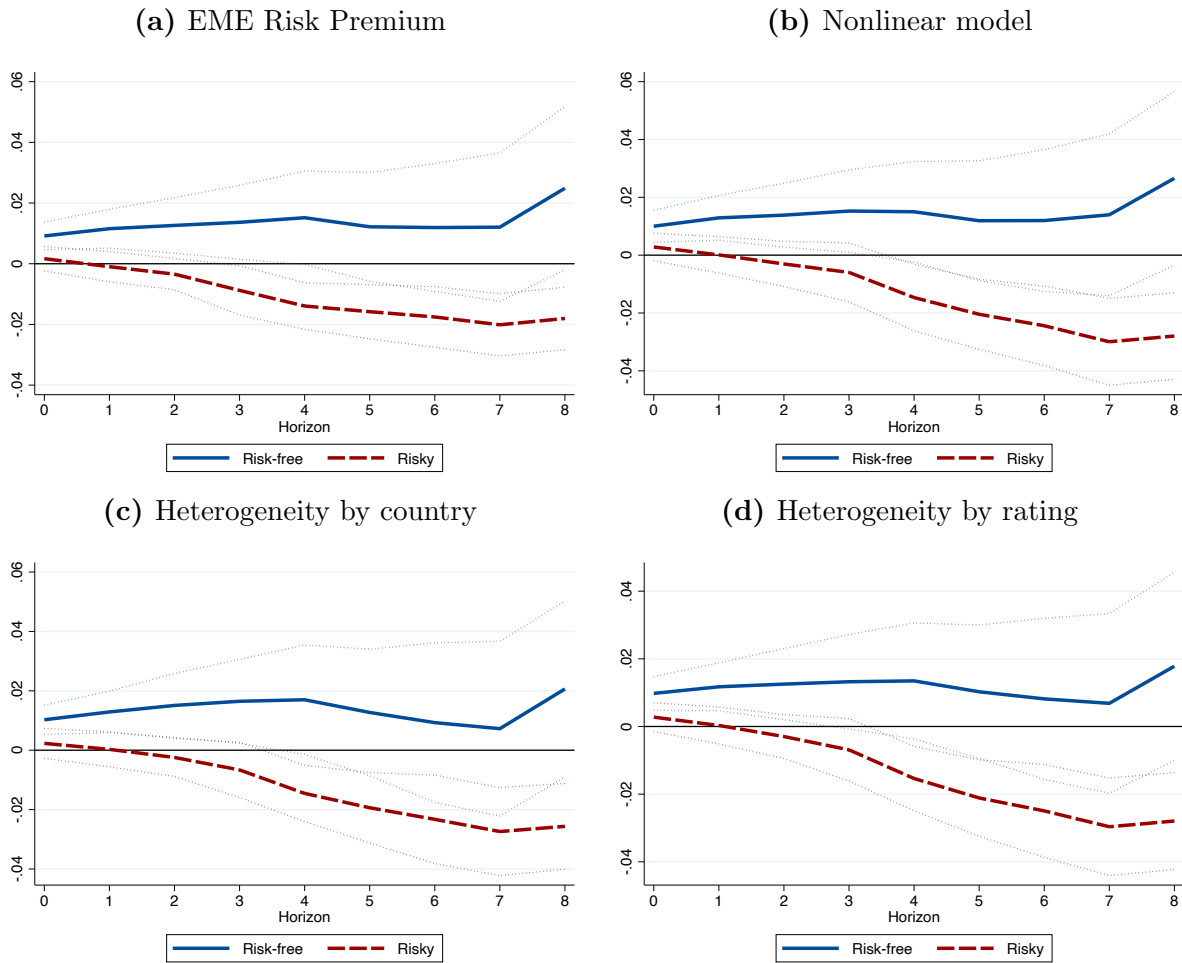 (a) EME Risk Premium
.06
.04
.02
0
-.02
-.04
0 1 2 3 4 5 6 7 8
Horizon
Risk-free Risky
(b) Nonlinear model
.06
.04
.02
0
-.02
-.04
0 1 2 3 4 5 6 7 8
Horizon
Risk-free Risky
(c) Heterogeneity by country
.06
.04
.02
0
-.02
-.04
0 1 2 3 4 5 6 7 8
Horizon
Risk-free Risky
(d) Heterogeneity by rating
.04
.02
0
-.02
-.04
0 1 2 3 4 5 6 7 8
Horizon
Risk-free Risky